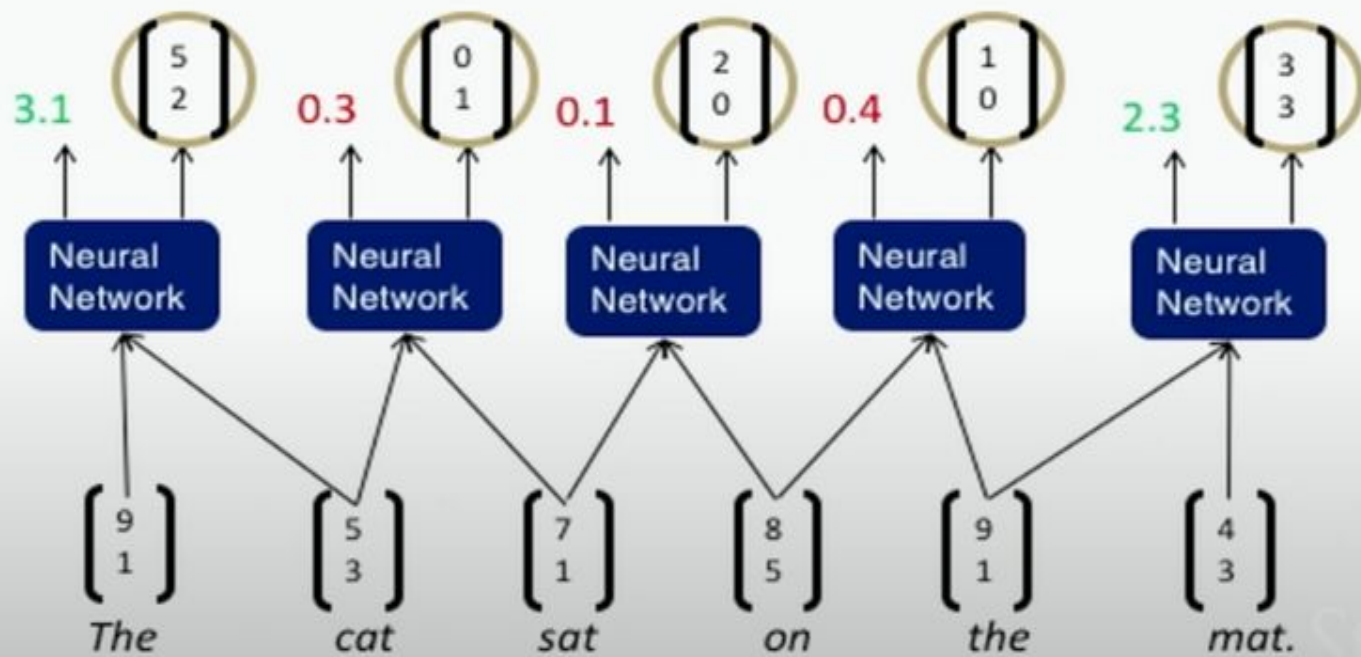 5 0 2 1 3
2 1 0 0 3
3.1 0.3 0.1 0.4 2.3
Neural Neural Neural Neural Neural
Network Network Network Network Network
9 5 7 8 9 4
1 3 1 5 1 3
The cat sat on the mat.